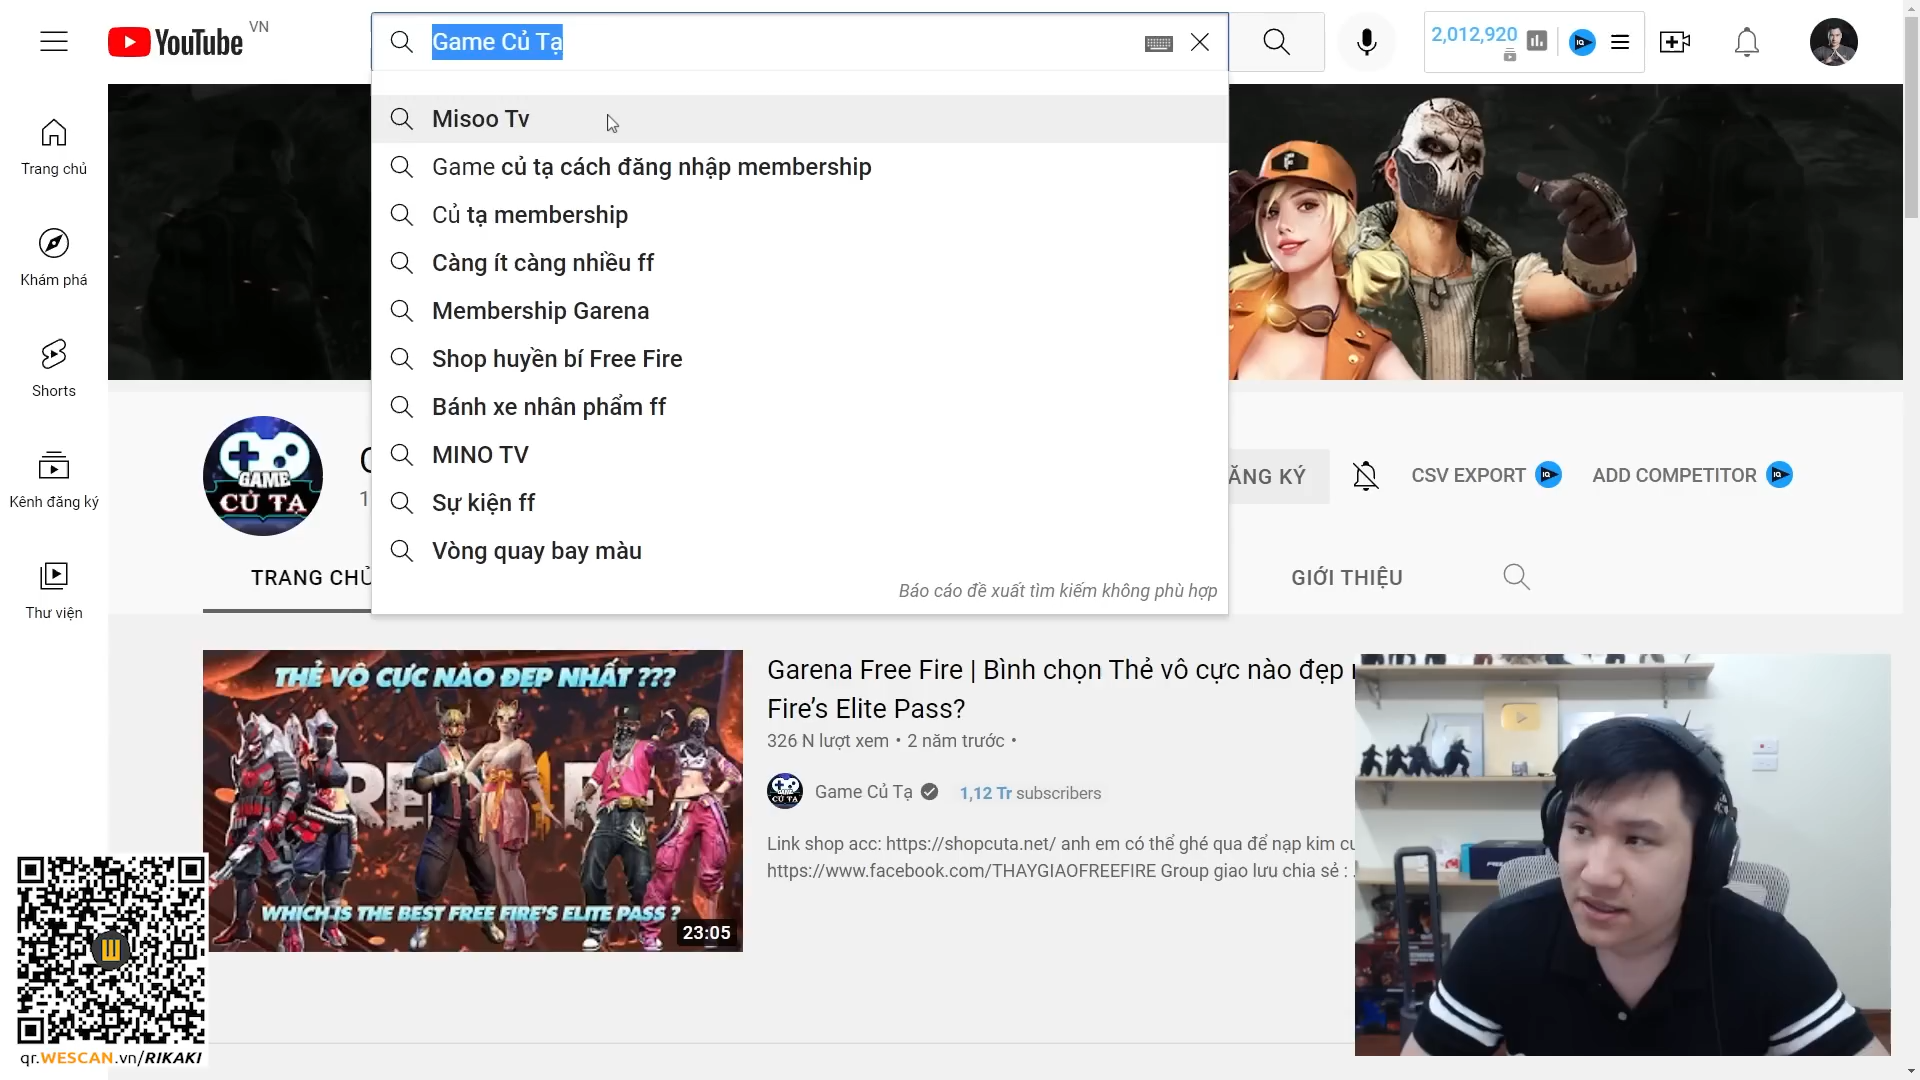 YouTube VN
Game Củ Tạ
2,012,920
Misoo Tv
Game củ tạ cách đăng nhập membership
Củ tạ membership
Càng ít càng nhiều ff
Membership Garena
Shop huyền bí Free Fire
Bánh xe nhân phẩm ff
MINO TV
Sự kiện ff
Vòng quay bay màu
Báo cáo đề xuất tìm kiếm không phù hợp
Trang chủ
Khám phá
Shorts
Kênh đăng ký
Thư viện
GAME
CỦ TẠ
ĂNG KÝ
CSV EXPORT
ADD COMPETITOR
TRANG CHỦ
GIỚI THIỆU
THẺ VÔ CỰC NÀO ĐẸP NHẤT ???
WHICH IS THE BEST FREE FIRE'S ELITE PASS ?
23:05
Garena Free Fire | Bình chọn Thẻ vô cực nào đẹp
Fire's Elite Pass?
326 N lượt xem • 2 năm trước •
Game Củ Tạ
1,12 Tr subscribers
Link shop acc: https://shopcuta.net/ anh em có thể ghé qua để nạp kim
https://www.facebook.com/THAYGIAOFREEFIRE Group giao lưu chia sẻ :
qr.WESCAN.vn/RIKAKI